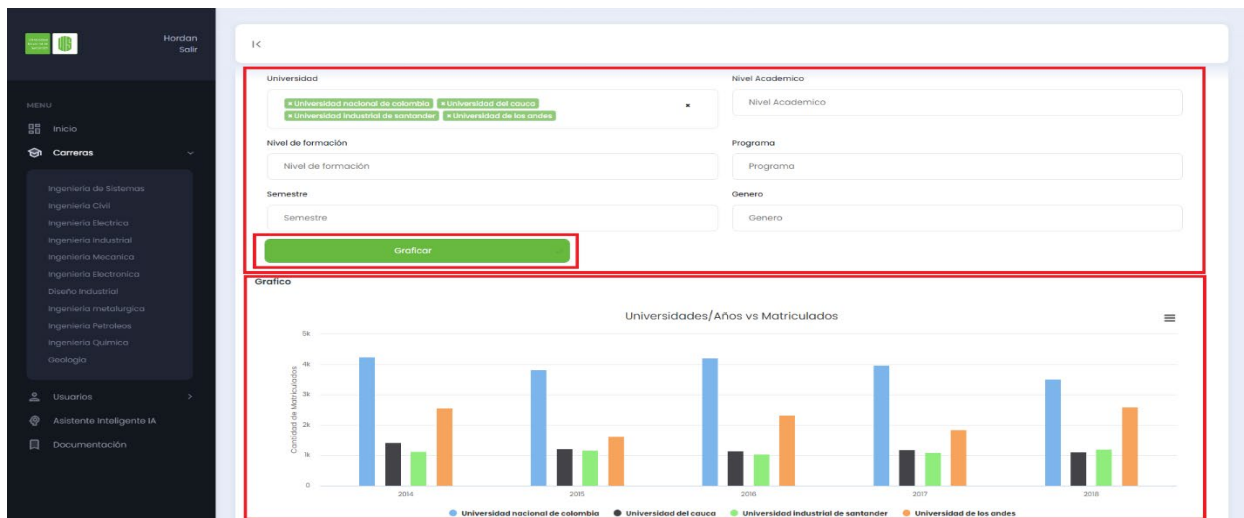 Hordan
Salir
MENU
Inicio
Carreras
Ingenieria de Sistemas
Ingenieria Civil
Ingenieria Electrica
Ingenieria Industrial
Ingenieria Mecanica
Ingenieria Electronica
Diseño Industrial
Ingenieria metalurgica
Ingenieria Petroleos
Ingenieria Quimica
Geologia
Usuarios
Asistente Inteligente IA
Documentación
Universidad
× Universidad nacional de colombia × Universidad del cauca
× Universidad industrial de santander × Universidad de los andes
×
Nivel Academico
Nivel Academico
Nivel de formación
Nivel de formación
Programa
Programa
Semestre
Semestre
Genero
Genero
Graficar
Grafico
Universidades/Años vs Matriculados
Cantidad de Matriculados
5k
4k
3k
2k
1k
0
2014 2015 2016 2017 2018
Universidad nacional de colombia Universidad del cauca Universidad industrial de santander Universidad de los andes